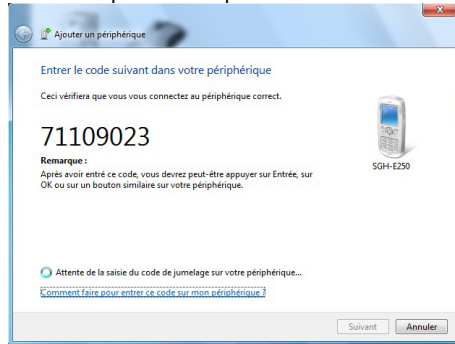 Ajouter un périphérique
Entrer le code suivant dans votre périphérique
Ceci vérifiera que vous vous connectez au périphérique correct.
71109023
Remarque :
Après avoir entré ce code, vous devrez peut-être appuyer sur Entrée, sur
OK ou sur un bouton similaire sur votre périphérique.
SGH-E250
Attente de la saisie du code de jumelage sur votre périphérique...
Comment faire pour entrer ce code sur mon périphérique ?
Suivant Annuler